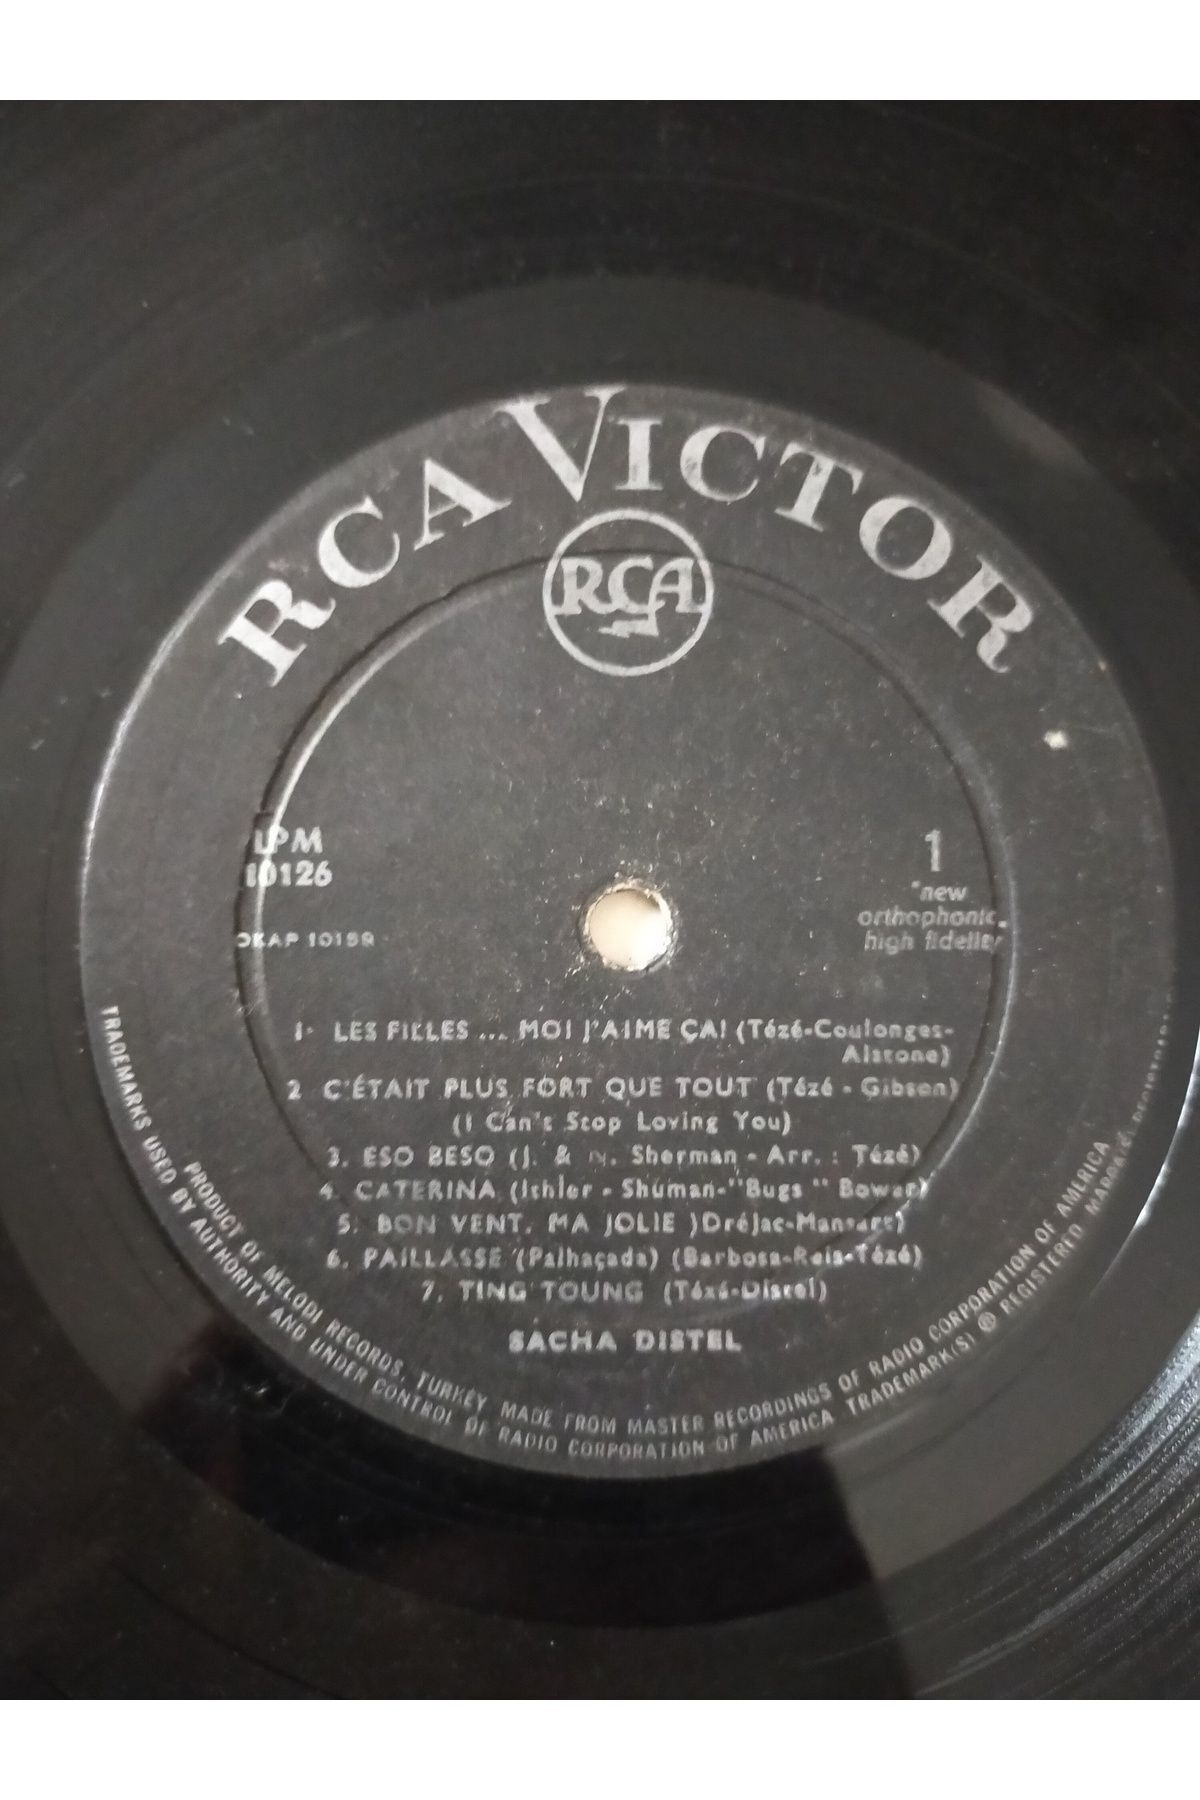 RCA VICTOR
RCA
LPM
10126
1
new
orthophonic
high fidelity
1- LES FILLES ... MOI J'AIME ÇA! (Tézé-Coulonges-
Alstone)
2 C'ÉTAIT PLUS FORT QUE TOUT (Tézé - Gibson)
(I Can't Stop Loving You)
3. ESO BESO (J. & N. Sherman - Arr. : Tézé)
4. CATERINA (Shuman-"Bugs " Bower)
5. BON VENT, MA JOLIE )Dréjac-Mansart)
6. PAILLASSE (Palhaçada) (Barbosa-Reis-Tézé)
7. TING TOUNG (Tézé-Distel)
SACHA DISTEL
PRODUCT OF MELODI RECORDS, TURKEY MADE FROM MASTER RECORDINGS OF RADIO CORPORATION OF AMERICA
TRADEMARKS USED BY AUTHORITY AND UNDER CONTROL OF RADIO CORPORATION OF AMERICA TRADEMARK(S) ® REGISTERED